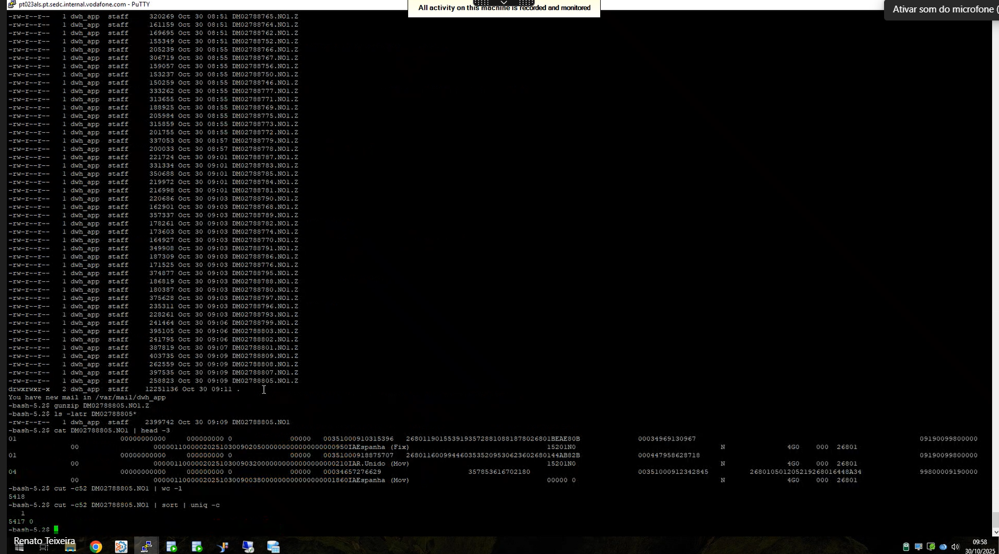 pt023als.pt.sedc.internal.vodafone.com - PuTTY
All activity on this machine is recorded and monitored
Ativar som do microfone (
-rw-r--r-- 1 dwh_app staff 320269 Oct 30 08:51 DM02788765.NO1.Z
-rw-r--r-- 1 dwh_app staff 161159 Oct 30 08:51 DM02788764.NO1.Z
-rw-r--r-- 1 dwh_app staff 169695 Oct 30 08:51 DM02788762.NO1.Z
-rw-r--r-- 1 dwh_app staff 155349 Oct 30 08:51 DM02788752.NO1.Z
-rw-r--r-- 1 dwh_app staff 205239 Oct 30 08:55 DM02788766.NO1.Z
-rw-r--r-- 1 dwh_app staff 306719 Oct 30 08:55 DM02788767.NO1.Z
-rw-r--r-- 1 dwh_app staff 159057 Oct 30 08:55 DM02788756.NO1.Z
-rw-r--r-- 1 dwh_app staff 153237 Oct 30 08:55 DM02788750.NO1.Z
-rw-r--r-- 1 dwh_app staff 150259 Oct 30 08:55 DM02788746.NO1.Z
-rw-r--r-- 1 dwh_app staff 333262 Oct 30 08:55 DM02788777.NO1.Z
-rw-r--r-- 1 dwh_app staff 313655 Oct 30 08:55 DM02788771.NO1.Z
-rw-r--r-- 1 dwh_app staff 188925 Oct 30 08:55 DM02788769.NO1.Z
-rw-r--r-- 1 dwh_app staff 205984 Oct 30 08:55 DM02788775.NO1.Z
-rw-r--r-- 1 dwh_app staff 315859 Oct 30 08:55 DM02788773.NO1.Z
-rw-r--r-- 1 dwh_app staff 201755 Oct 30 08:55 DM02788772.NO1.Z
-rw-r--r-- 1 dwh_app staff 337053 Oct 30 08:57 DM02788779.NO1.Z
-rw-r--r-- 1 dwh_app staff 200033 Oct 30 08:57 DM02788778.NO1.Z
-rw-r--r-- 1 dwh_app staff 221724 Oct 30 09:01 DM02788787.NO1.Z
-rw-r--r-- 1 dwh_app staff 331334 Oct 30 09:01 DM02788783.NO1.Z
-rw-r--r-- 1 dwh_app staff 350688 Oct 30 09:01 DM02788785.NO1.Z
-rw-r--r-- 1 dwh_app staff 219972 Oct 30 09:01 DM02788784.NO1.Z
-rw-r--r-- 1 dwh_app staff 216998 Oct 30 09:01 DM02788781.NO1.Z
-rw-r--r-- 1 dwh_app staff 220686 Oct 30 09:03 DM02788790.NO1.Z
-rw-r--r-- 1 dwh_app staff 162901 Oct 30 09:03 DM02788768.NO1.Z
-rw-r--r-- 1 dwh_app staff 357337 Oct 30 09:03 DM02788789.NO1.Z
-rw-r--r-- 1 dwh_app staff 178261 Oct 30 09:03 DM02788782.NO1.Z
-rw-r--r-- 1 dwh_app staff 173603 Oct 30 09:03 DM02788774.NO1.Z
-rw-r--r-- 1 dwh_app staff 164927 Oct 30 09:03 DM02788770.NO1.Z
-rw-r--r-- 1 dwh_app staff 349908 Oct 30 09:03 DM02788791.NO1.Z
-rw-r--r-- 1 dwh_app staff 187309 Oct 30 09:03 DM02788786.NO1.Z
-rw-r--r-- 1 dwh_app staff 171525 Oct 30 09:03 DM02788776.NO1.Z
-rw-r--r-- 1 dwh_app staff 374877 Oct 30 09:03 DM02788795.NO1.Z
-rw-r--r-- 1 dwh_app staff 186819 Oct 30 09:03 DM02788788.NO1.Z
-rw-r--r-- 1 dwh_app staff 180387 Oct 30 09:03 DM02788780.NO1.Z
-rw-r--r-- 1 dwh_app staff 375628 Oct 30 09:03 DM02788797.NO1.Z
-rw-r--r-- 1 dwh_app staff 235311 Oct 30 09:03 DM02788796.NO1.Z
-rw-r--r-- 1 dwh_app staff 228261 Oct 30 09:03 DM02788793.NO1.Z
-rw-r--r-- 1 dwh_app staff 241464 Oct 30 09:06 DM02788799.NO1.Z
-rw-r--r-- 1 dwh_app staff 395105 Oct 30 09:06 DM02788803.NO1.Z
-rw-r--r-- 1 dwh_app staff 241795 Oct 30 09:06 DM02788802.NO1.Z
-rw-r--r-- 1 dwh_app staff 387819 Oct 30 09:07 DM02788801.NO1.Z
-rw-r--r-- 1 dwh_app staff 403735 Oct 30 09:09 DM02788809.NO1.Z
-rw-r--r-- 1 dwh_app staff 262559 Oct 30 09:09 DM02788808.NO1.Z
-rw-r--r-- 1 dwh_app staff 397535 Oct 30 09:09 DM02788807.NO1.Z
-rw-r--r-- 1 dwh_app staff 258823 Oct 30 09:09 DM02788805.NO1.Z
drwxrwxr-x 2 dwh_app staff 12251136 Oct 30 09:11 .
You have new mail in /var/mail/dwh_app
-bash-5.2$ gunzip DM02788805.NO1.Z
-bash-5.2$ ls -latr DM02788805*
-rw-r--r-- 1 dwh_app staff 2399742 Oct 30 09:09 DM02788805.NO1
-bash-5.2$ cat DM02788805.NO1 | head -3
01 00000000000 000000000 0 00000 00351000910315396 268011901553919357288108818780​26801BEAE80B 00034969130967 09190099800000
00 00000110000020251030090205000000000000000000950IAEspanha (Fix) 15201N0 N 4G0 000 26801
01 00000000000 000000000 0 00000 00351000918875707 2680116009944603535209530623602680144AB82B 000447958628718 09190099800000
00 00000110000020251030090320000000000000000000210IAR.Unido (Mov) 15201N0 N 4G0 000 26801
04 00000000000 000000000 0 00000 00034657276629 357853616702180 00351000912342845 268010501205219268016448A34 99800009190000
00 00000110000020251030090038000000000000000001860IAEspanha (Mov) 00000 0 N 4G0 000 26801
-bash-5.2$ cut -c52 DM02788805.NO1 | wc -l
5418
-bash-5.2$ cut -c52 DM02788805.NO1 | sort | uniq -c
1
5417 0
-bash-5.2$
Renato Teixeira
09:58
30/10/2025